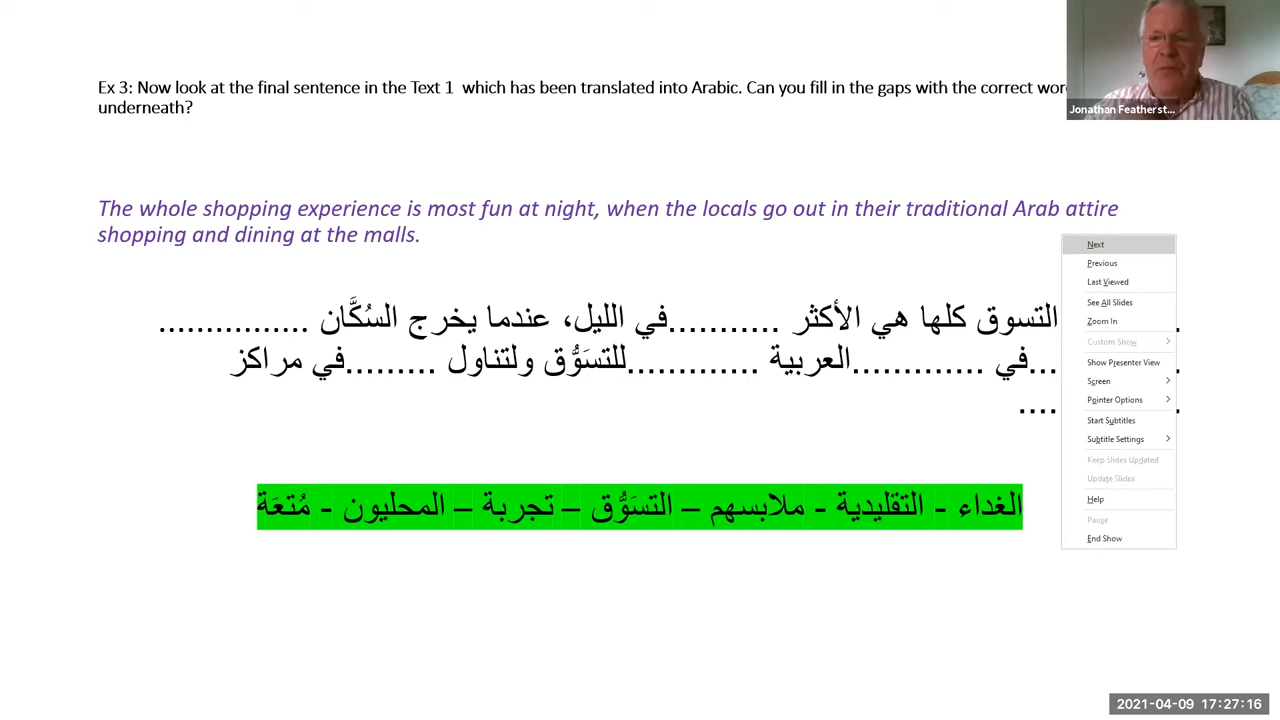 Ex 3: Now look at the final sentence in the Text 1 which has been translated into Arabic. Can you fill in the gaps with the correct
underneath?
Jonathan Featherst...
The whole shopping experience is most fun at night, when the locals go out in their traditional Arab attire
shopping and dining at the malls.
التسوق كلها هي الأكثر ...........في الليل، عندما يخرج السُكَّان ................
...في .............العربية .............للتسَوُّق ولتناول .........في مراكز
....
الغداء - التقليدية - ملابسهم – التسَوُّق – تجربة – المحليون - مُتعَة
Next
Previous
Last Viewed
See All Slides
Zoom In
Custom Show
Show Presenter View
Screen
Pointer Options
Start Subtitles
Subtitle Settings
Keep Slides Updated
Update Slides
Help
Pause
End Show
2021-04-09 17:27:16